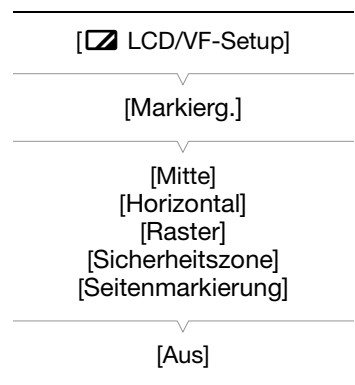 [LCD/VF-Setup]
[Markierg.]
[Mitte]
[Horizontal]
[Raster]
[Sicherheitszone]
[Seitenmarkierung]
[Aus]